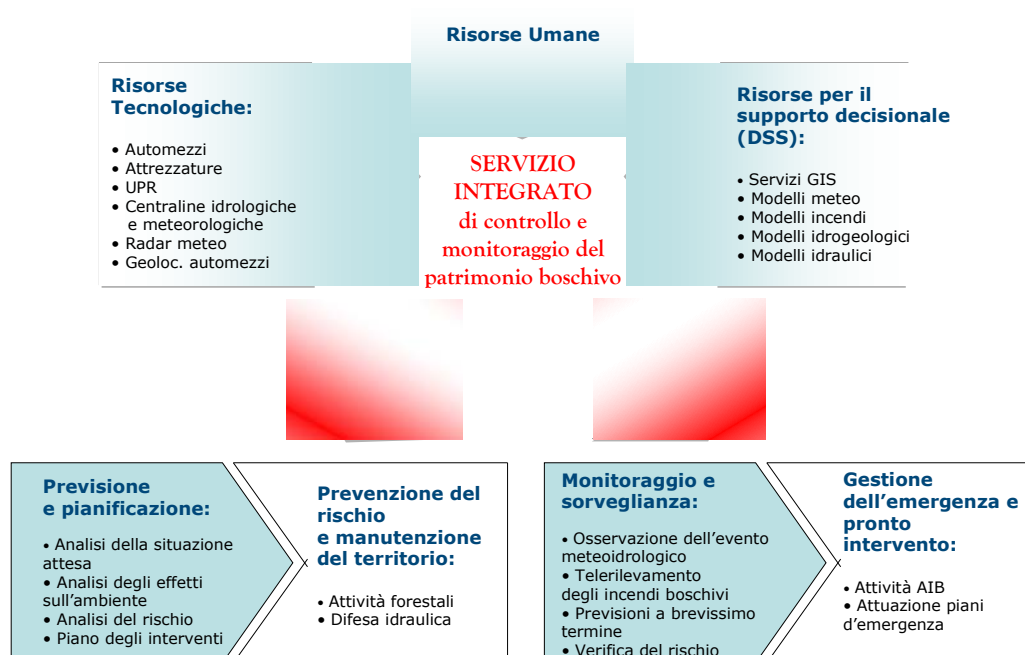 Risorse Umane
Risorse
Tecnologiche:
• Automezzi
• Attrezzature
• UPR
• Centraline idrologiche
e meteorologiche
• Radar meteo
• Geoloc. automezzi
SERVIZIO
INTEGRATO
di controllo e
monitoraggio del
patrimonio boschivo
Risorse per il
supporto decisionale
(DSS):
• Servizi GIS
• Modelli meteo
• Modelli incendi
• Modelli idrogeologici
• Modelli idraulici
Previsione
e pianificazione:
• Analisi della situazione
attesa
• Analisi degli effetti
sull'ambiente
• Analisi del rischio
• Piano degli interventi
Prevenzione del
rischio
e manutenzione
del territorio:
• Attività forestali
• Difesa idraulica
Monitoraggio e
sorveglianza:
• Osservazione dell'evento
meteoidrologico
• Telerilevamento
degli incendi boschivi
• Previsioni a brevissimo
termine
• Verifica del rischio
Gestione
dell'emergenza e
pronto
intervento:
• Attività AIB
• Attuazione piani
d'emergenza